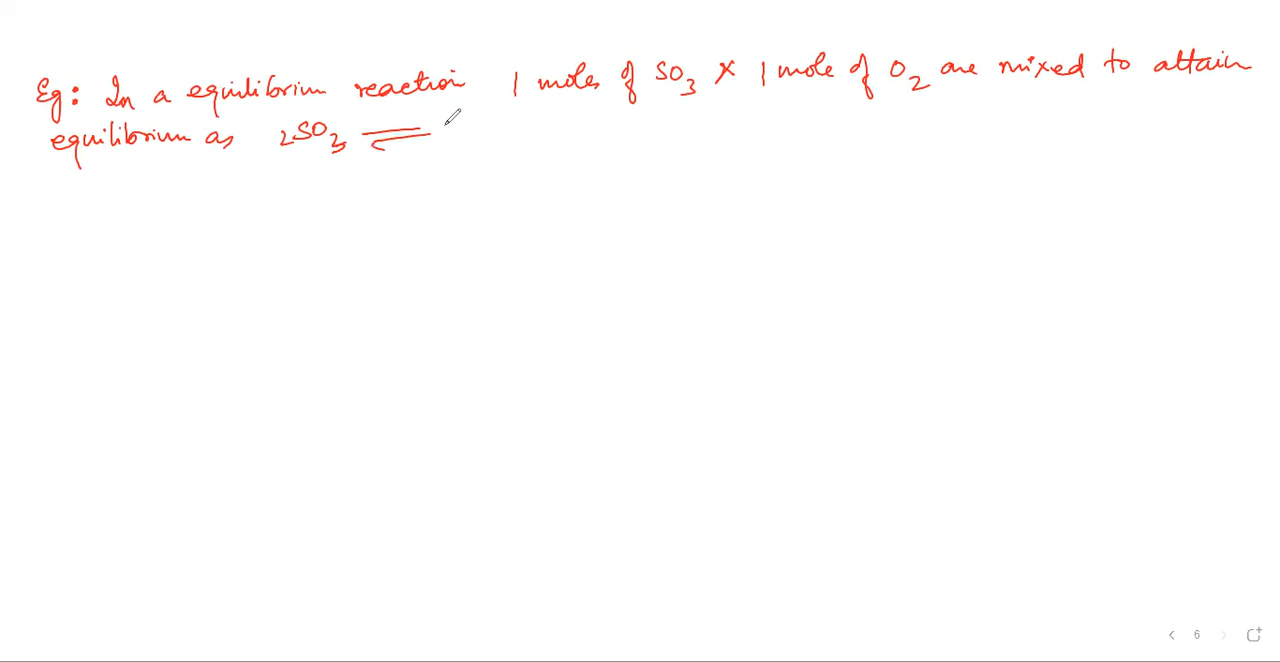 Eg: In a equilibrium reaction 1 moles of SO₃ & 1 mole of O₂ are mixed to attain
equilibrium as 2SO₃ ⇌
6